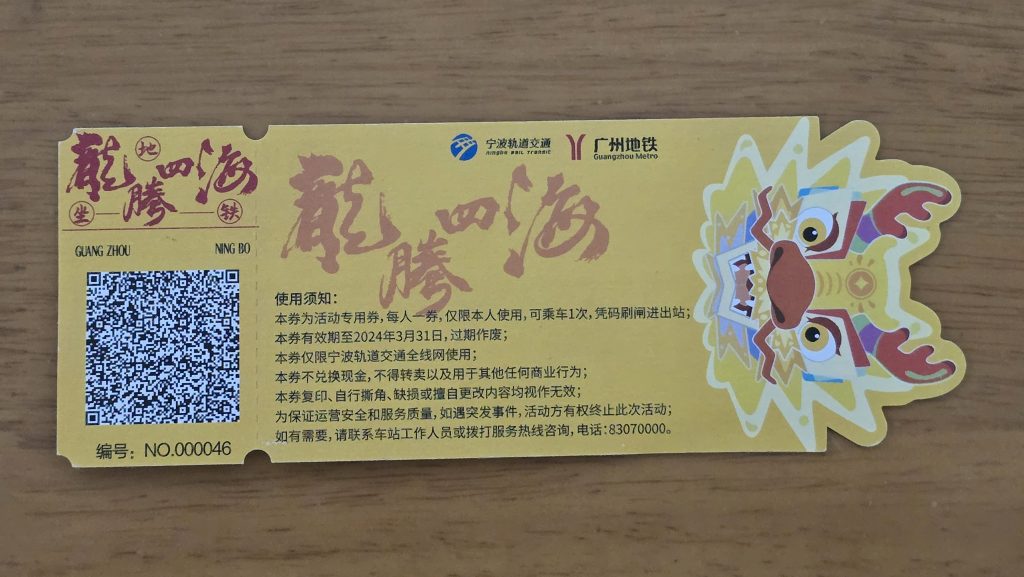 龍腾四海
坐地铁
GUANG ZHOU NING BO
编号：NO.000046
宁波轨道交通
Ningbo Rail Transit
广州地铁
Guangzhou Metro
龍腾四海
使用须知：
本券为活动专用券，每人一券，仅限本人使用，可乘车1次，凭码刷闸进出站；
本券有效期至2024年3月31日，过期作废；
本券仅限宁波轨道交通全线网使用；
本券不兑换现金，不得转卖以及用于其他任何商业行为；
本券复印、自行撕角、缺损或擅自更改内容均视作无效；
为保证运营安全和服务质量，如遇突发事件，活动方有权终止此次活动；
如有需要，请联系车站工作人员或拨打服务热线咨询，电话：83070000。